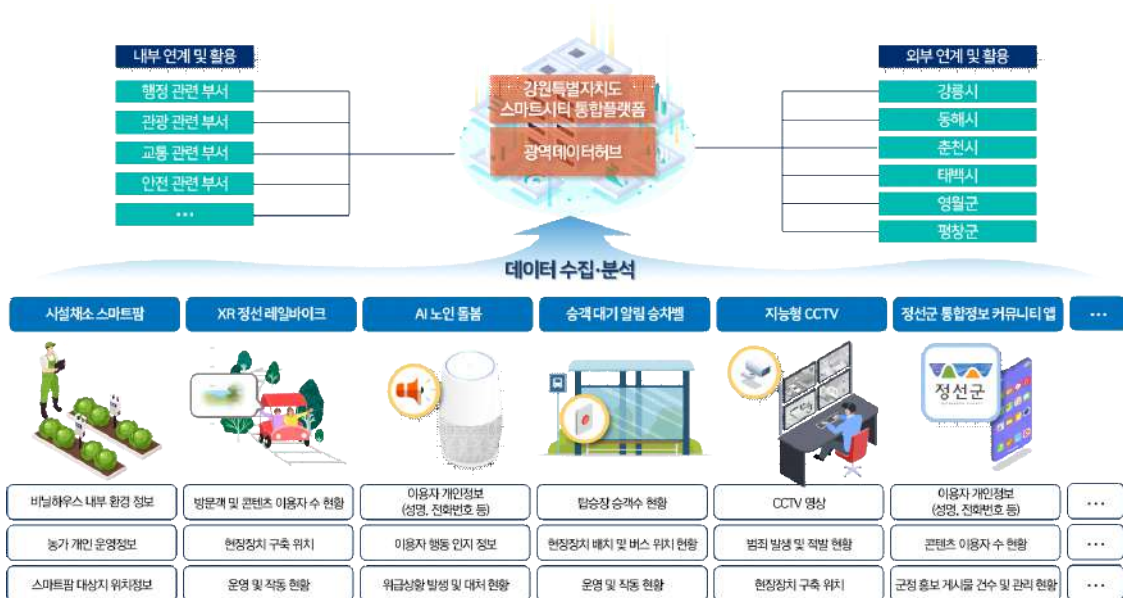 내부 연계 및 활용
행정 관련 부서
관광 관련 부서
교통 관련 부서
안전 관련 부서
...
강원특별자치도
스마트시티 통합플랫폼
광역데이터허브
외부 연계 및 활용
강릉시
동해시
춘천시
태백시
영월군
평창군
데이터 수집·분석
시설채소 스마트팜
XR 정선 레일바이크
AI 노인 돌봄
승객 대기 알림 승차벨
지능형 CCTV
정선군 통합정보 커뮤니티 앱
...
정선군
비닐하우스 내부 환경 정보
방문객 및 콘텐츠 이용자 수 현황
이용자 개인정보
(성명, 전화번호 등)
탑승장 승객수 현황
CCTV 영상
이용자 개인정보
(성명, 전화번호 등)
...
농가 개인 운영정보
현장장치 구축 위치
이용자 행동 인지 정보
현장장치 배치 및 버스 위치 현황
범죄 발생 및 적발 현황
콘텐츠 이용자 수 현황
...
스마트팜 대상지 위치정보
운영 및 작동 현황
위급상황 발생 및 대처 현황
운영 및 작동 현황
현장장치 구축 위치
군정 홍보 게시물 건수 및 관리 현황
...